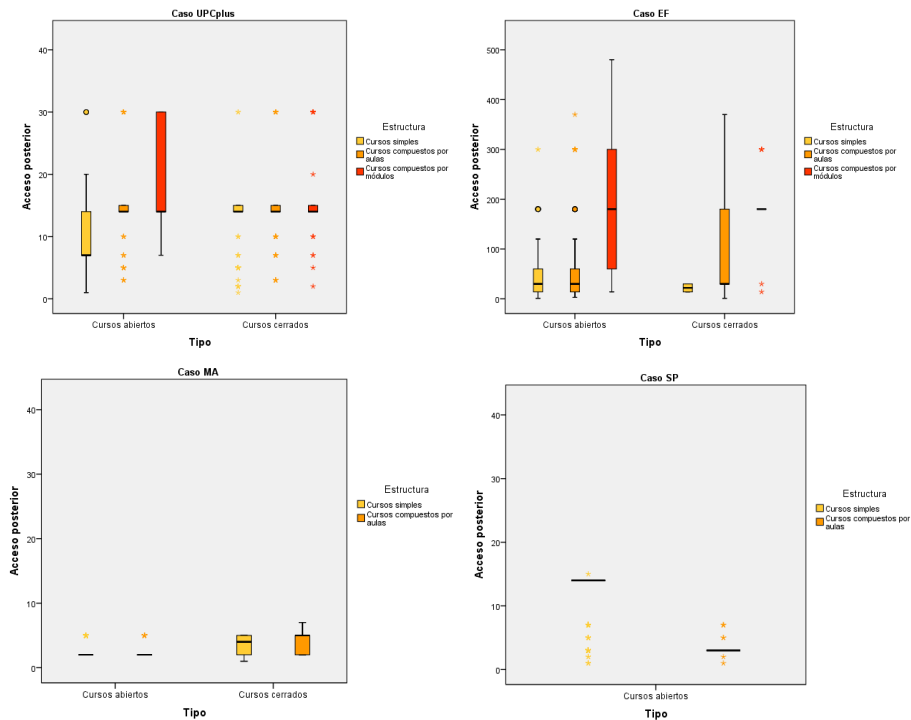 Caso UPCplus
Acceso posterior
40
30
20
10
0
Cursos abiertos
Cursos cerrados
Tipo
Estructura
Cursos simples
Cursos compuestos por
aulas
Cursos compuestos por
módulos
Caso EF
Acceso posterior
500
400
300
200
100
0
Cursos abiertos
Cursos cerrados
Tipo
Estructura
Cursos simples
Cursos compuestos por
aulas
Cursos compuestos por
módulos
Caso MA
Acceso posterior
40
30
20
10
0
Cursos abiertos
Cursos cerrados
Tipo
Estructura
Cursos simples
Cursos compuestos por
aulas
Caso SP
Acceso posterior
40
30
20
10
0
Cursos abiertos
Tipo
Estructura
Cursos simples
Cursos compuestos por
aulas